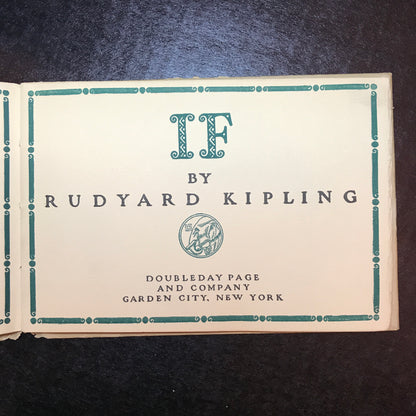 IF
BY
RUDYARD KIPLING
DOUBLEDAY PAGE
AND COMPANY
GARDEN CITY, NEW YORK